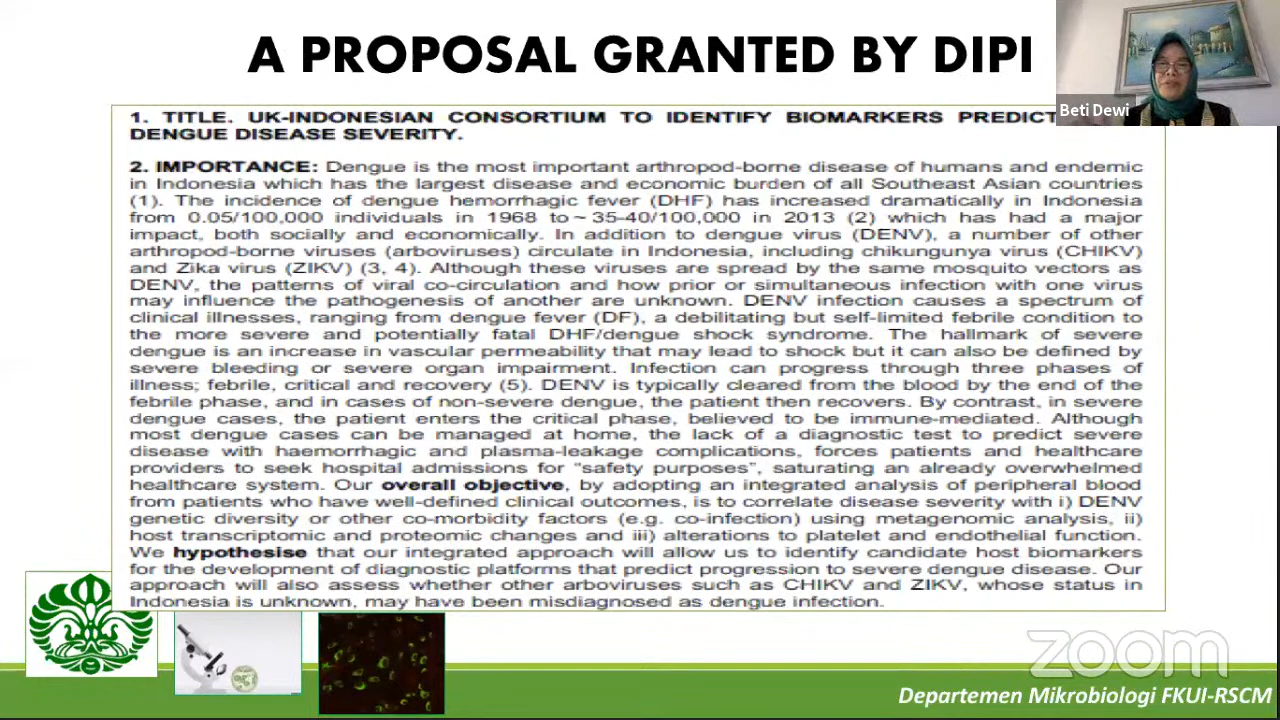 A PROPOSAL GRANTED BY DIPI
Beti Dewi
1. TITLE. UK-INDONESIAN CONSORTIUM TO IDENTIFY BIOMARKERS PREDICT
DENGUE DISEASE SEVERITY.
2. IMPORTANCE: Dengue is the most important arthropod-borne disease of humans and endemic
in Indonesia which has the largest disease and economic burden of all Southeast Asian countries
(1). The incidence of dengue hemorrhagic fever (DHF) has increased dramatically in Indonesia
from 0.05/100,000 individuals in 1968 to ~ 35-40/100,000 in 2013 (2) which has had a major
impact, both socially and economically. In addition to dengue virus (DENV), a number of other
arthropod-borne viruses (arboviruses) circulate in Indonesia, including chikungunya virus (CHIKV)
and Zika virus (ZIKV) (3, 4). Although these viruses are spread by the same mosquito vectors as
DENV, the patterns of viral co-circulation and how prior or simultaneous infection with one virus
may influence the pathogenesis of another are unknown. DENV infection causes a spectrum of
clinical illnesses, ranging from dengue fever (DF), a debilitating but self-limited febrile condition to
the more severe and potentially fatal DHF/dengue shock syndrome. The hallmark of severe
dengue is an increase in vascular permeability that may lead to shock but it can also be defined by
severe bleeding or severe organ impairment. Infection can progress through three phases of
illness; febrile, critical and recovery (5). DENV is typically cleared from the blood by the end of the
febrile phase, and in cases of non-severe dengue, the patient then recovers. By contrast, in severe
dengue cases, the patient enters the critical phase, believed to be immune-mediated. Although
most dengue cases can be managed at home, the lack of a diagnostic test to predict severe
disease with haemorrhagic and plasma-leakage complications, forces patients and healthcare
providers to seek hospital admissions for “safety purposes”, saturating an already overwhelmed
healthcare system. Our overall objective, by adopting an integrated analysis of peripheral blood
from patients who have well-defined clinical outcomes, is to correlate disease severity with i) DENV
genetic diversity or other co-morbidity factors (e.g. co-infection) using metagenomic analysis, ii)
host transcriptomic and proteomic changes and iii) alterations to platelet and endothelial function.
We hypothesise that our integrated approach will allow us to identify candidate host biomarkers
for the development of diagnostic platforms that predict progression to severe dengue disease. Our
approach will also assess whether other arboviruses such as CHIKV and ZIKV, whose status in
Indonesia is unknown, may have been misdiagnosed as dengue infection.
zoom
Departemen Mikrobiologi FKUI-RSCM